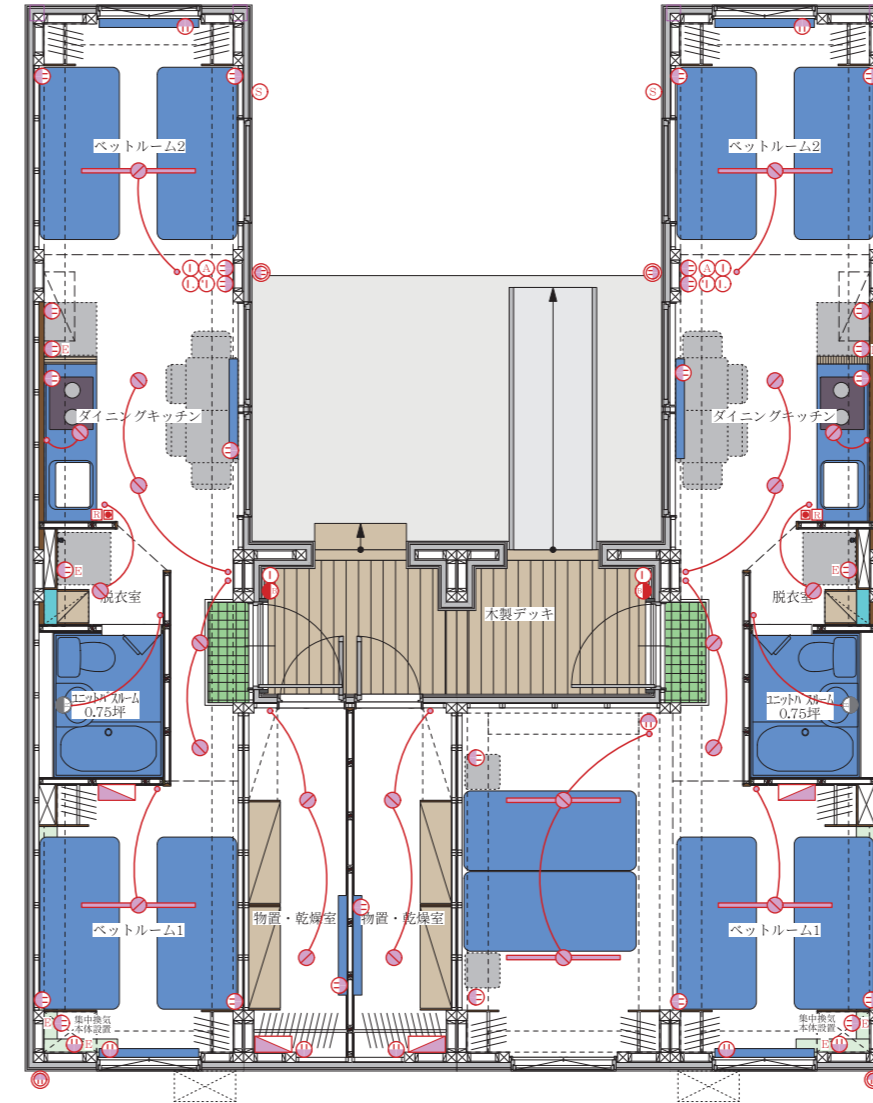 ベットルーム2
ベットルーム2
S
S
I A
L T
A I
T L
E
E
ダイニングキッチン
ダイニングキッチン
R
R
E
E
脱衣室
脱衣室
I
I
木製デッキ
ユニットバスルーム
0.75坪
ユニットバスルーム
0.75坪
物置・乾燥室
物置・乾燥室
ベットルーム1
ベットルーム1
E
集中換気
本体設置
E
集中換気
本体設置
E
E